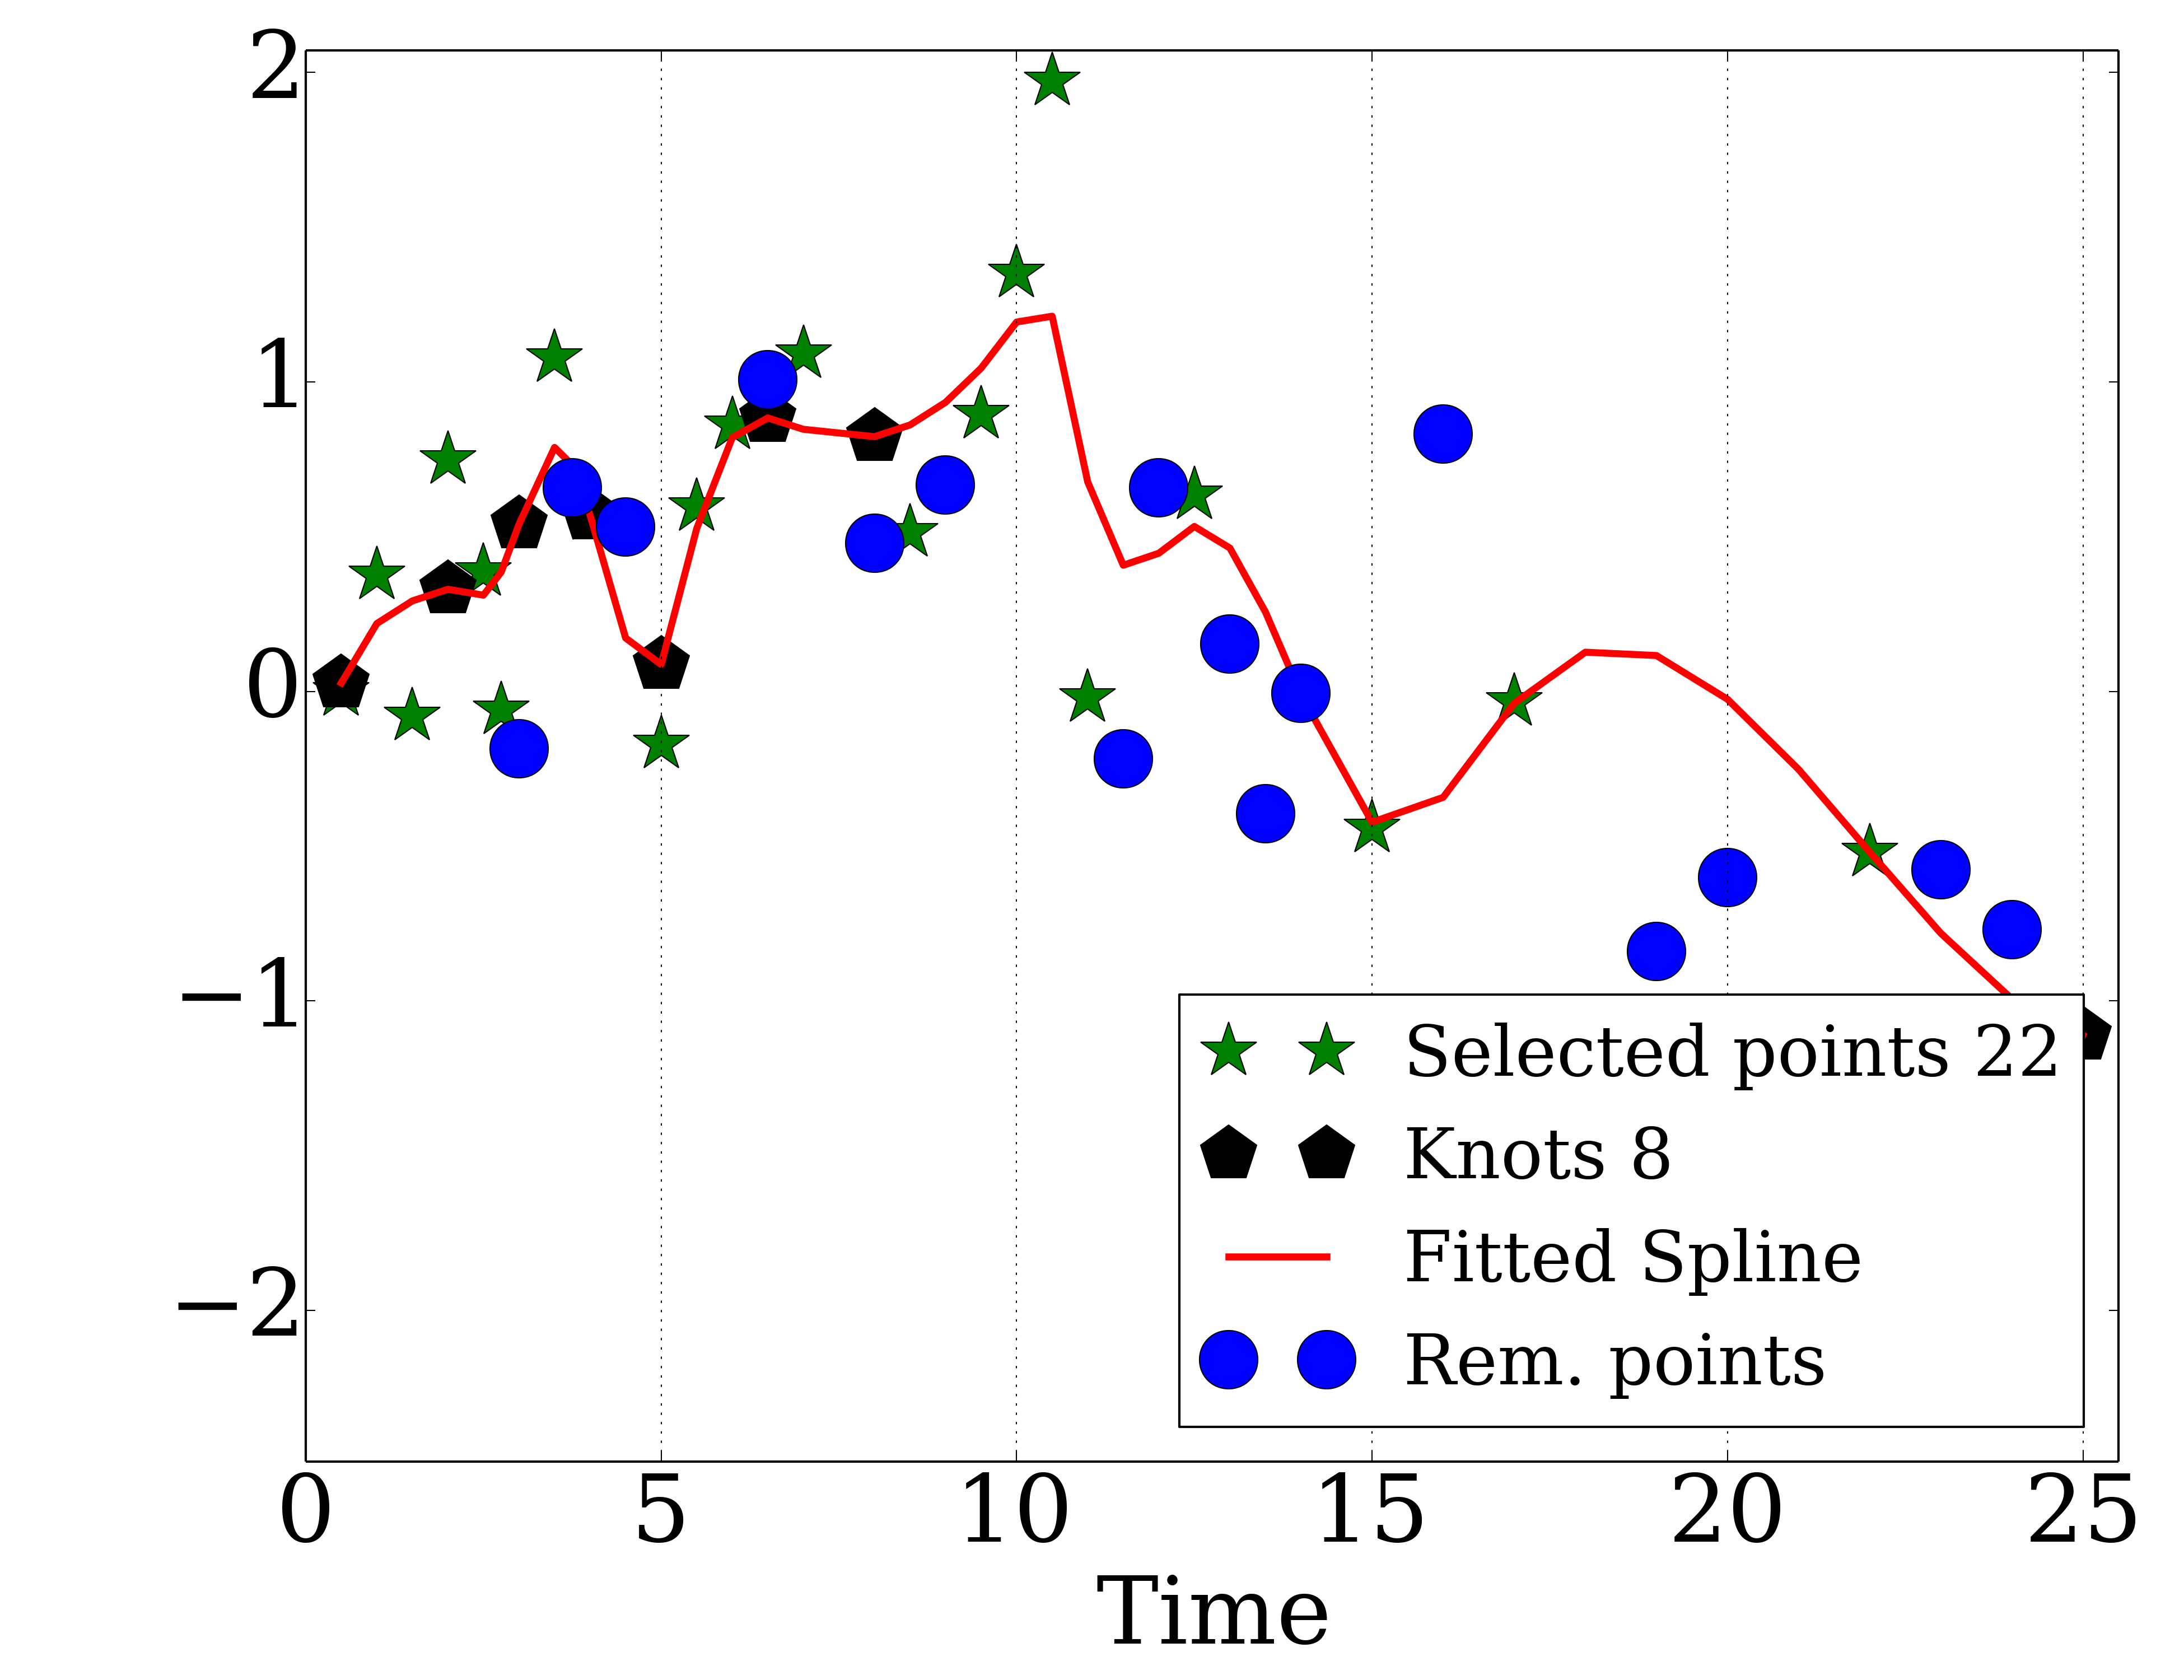 2
1
0
−1
−2
0 5 10 15 20 25
Time
Selected points 22
Knots 8
Fitted Spline
Rem. points